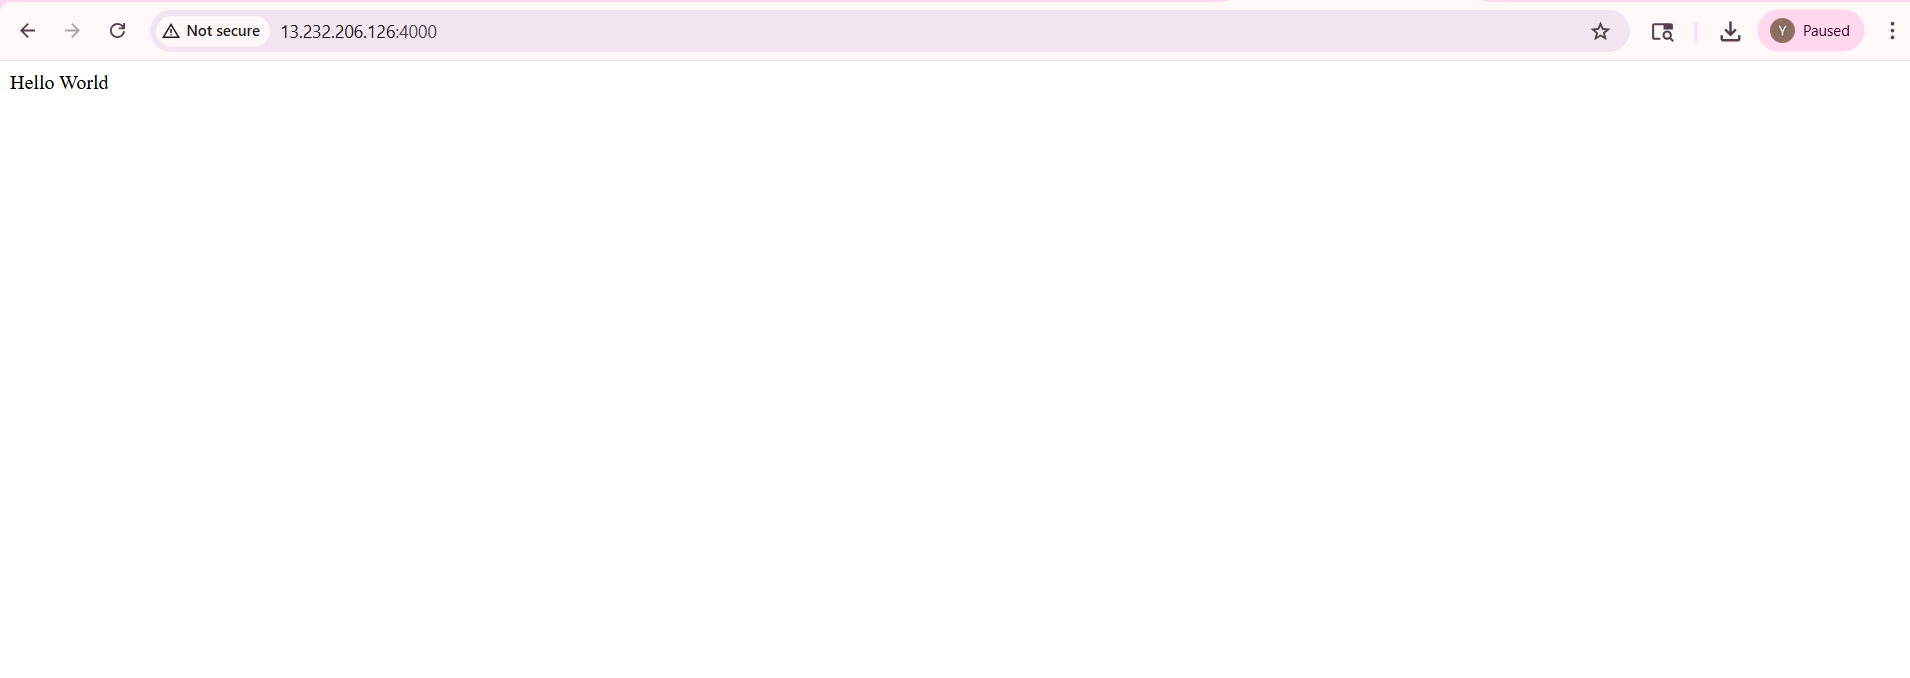 Not secure 13.232.206.126:4000 Y Paused
Hello World